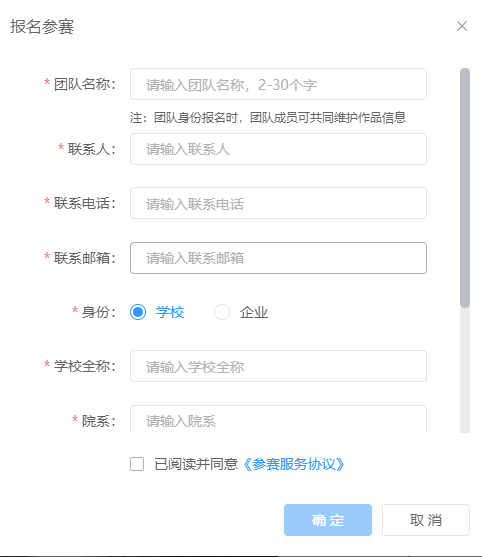 报名参赛
* 团队名称： 请输入团队名称，2-30个字
注：团队身份报名时，团队成员可共同维护作品信息
* 联系人： 请输入联系人
* 联系电话： 请输入联系电话
* 联系邮箱： 请输入联系邮箱
* 身份： 学校 企业
* 学校全称： 请输入学校全称
* 院系： 请输入院系
已阅读并同意《参赛服务协议》
确 定 取 消